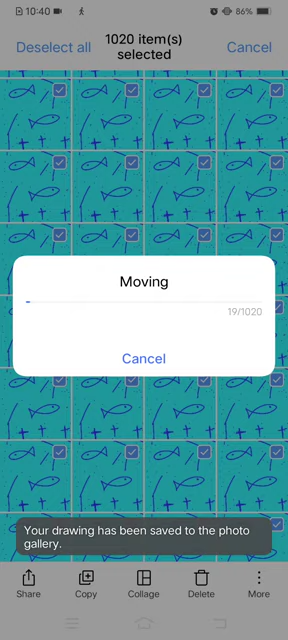 10:40
86%
Deselect all
1020 item(s)
selected
Cancel
Moving
19/1020
Cancel
Your drawing has been saved to the photo
gallery.
Share
Copy
Collage
Delete
More